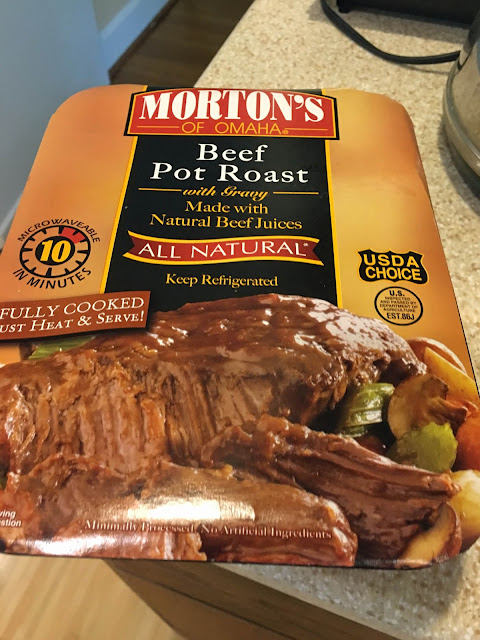 MORTON'S
OF OMAHA®
Beef
Pot Roast
with Gravy
Made with
Natural Beef Juices
ALL NATURAL*
Keep Refrigerated
MICROWAVEABLE
10
IN MINUTES
USDA
CHOICE
U.S.
INSPECTED
AND PASSED BY
DEPARTMENT OF
AGRICULTURE
EST.86J
FULLY COOKED
UST HEAT & SERVE!
Minimally Processed/No Artificial Ingredients